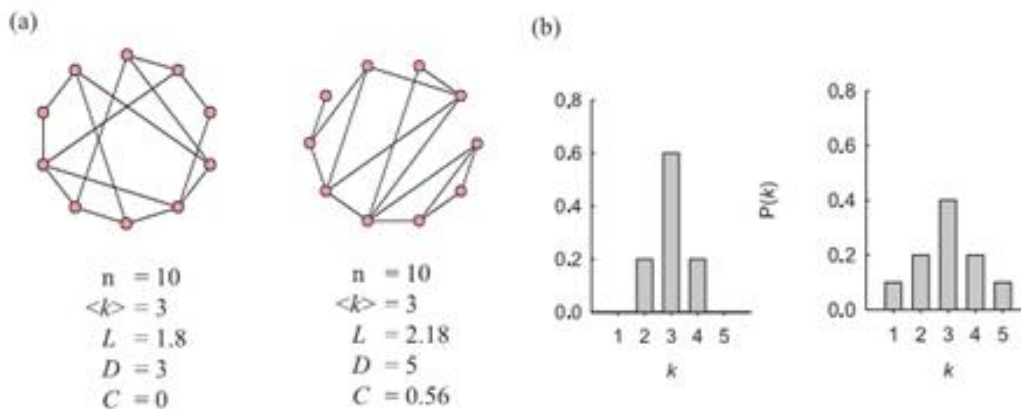 (a)
(b)
n = 10
<k> = 3
L = 1.8
D = 3
C = 0
n = 10
<k> = 3
L = 2.18
D = 5
C = 0.56
0.8
0.6
0.4
0.2
0.0
1 2 3 4 5
k
P(k)
0.8
0.6
0.4
0.2
0.0
1 2 3 4 5
k